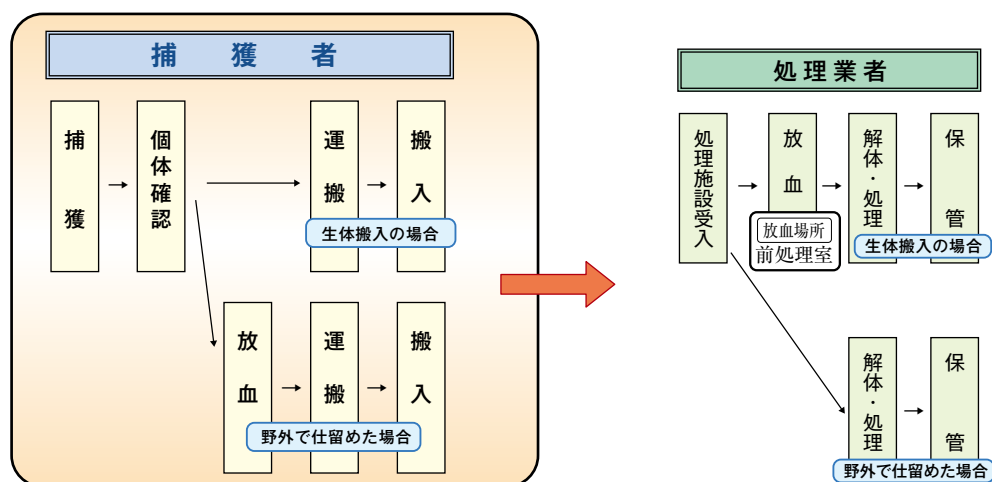 捕獲者
捕獲
個体確認
運搬
搬入
生体搬入の場合
放血
運搬
搬入
野外で仕留めた場合
処理業者
処理施設受入
放血
放血場所
前処理室
解体・処理
保管
生体搬入の場合
解体・処理
保管
野外で仕留めた場合